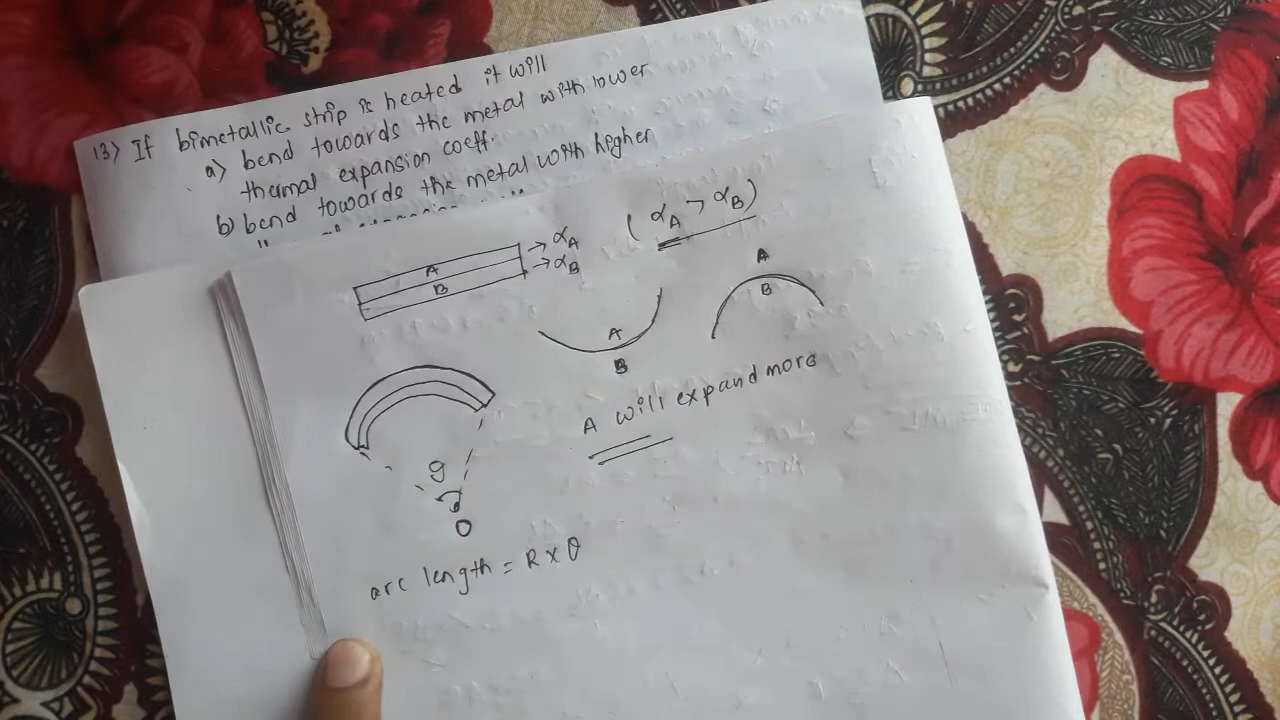 13) If bimetallic strip is heated it will
a) bend towards the metal with lower
thermal expansion coeff.
b) bend towards the metal with higher
(αA > αB)
A → αA
B → αB
A
B
A
B
A will expand more
θ
O
arc length = R x θ